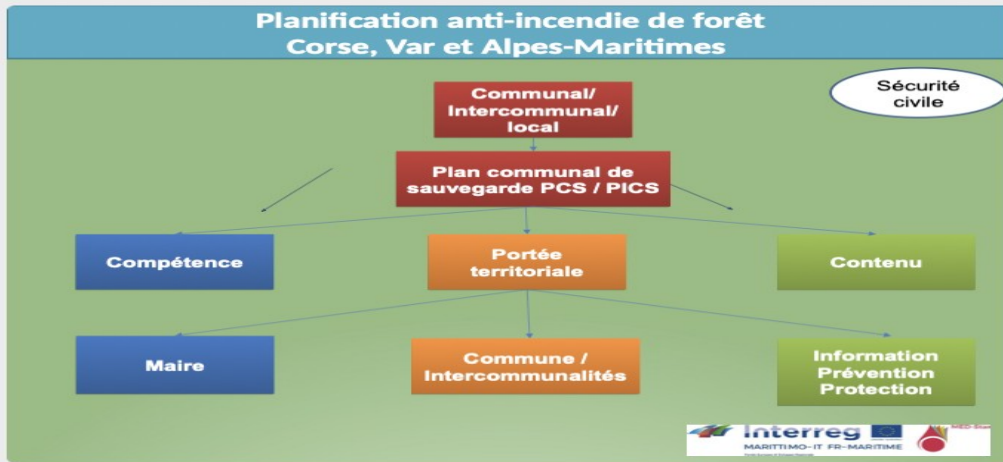 Planification anti-incendie de forêt
Corse, Var et Alpes-Maritimes
Sécurité
civile
Communal/
Intercommunal/
local
Plan communal de
sauvegarde PCS / PICS
Compétence
Portée
territoriale
Contenu
Maire
Commune /
Intercommunalités
Information
Prévention
Protection
Interreg
MARITTIMO-IT FR-MARITIME